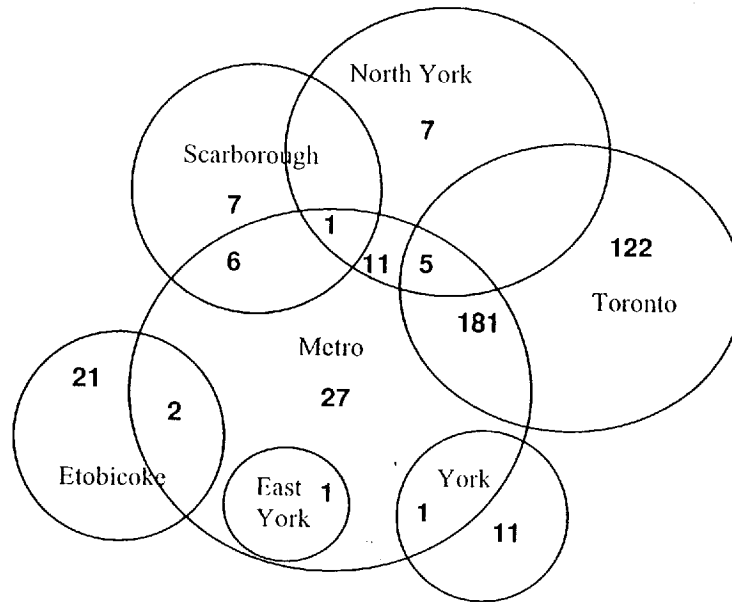 North York
7
Scarborough
7
1
6
11
5
122
181
Toronto
Metro
27
21
2
Etobicoke
East
York
1
York
1
11